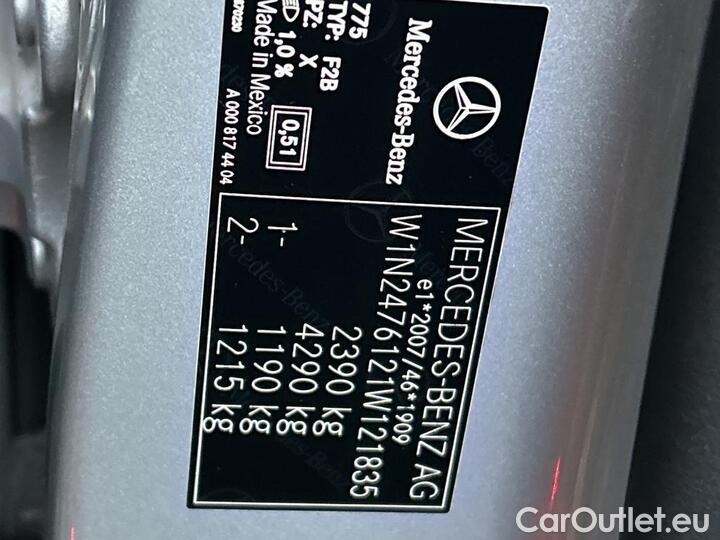 Mercedes-Benz
775
TYP: F2B
PZ: X
1,0 % 0,51
Made in Mexico
A 000 817 44 04
MERCEDES-BENZ AG
e1*2007/46*1909
W1N2476121W121835
2390 kg
4290 kg
1- 1190 kg
2- 1215 kg
CarOutlet.eu